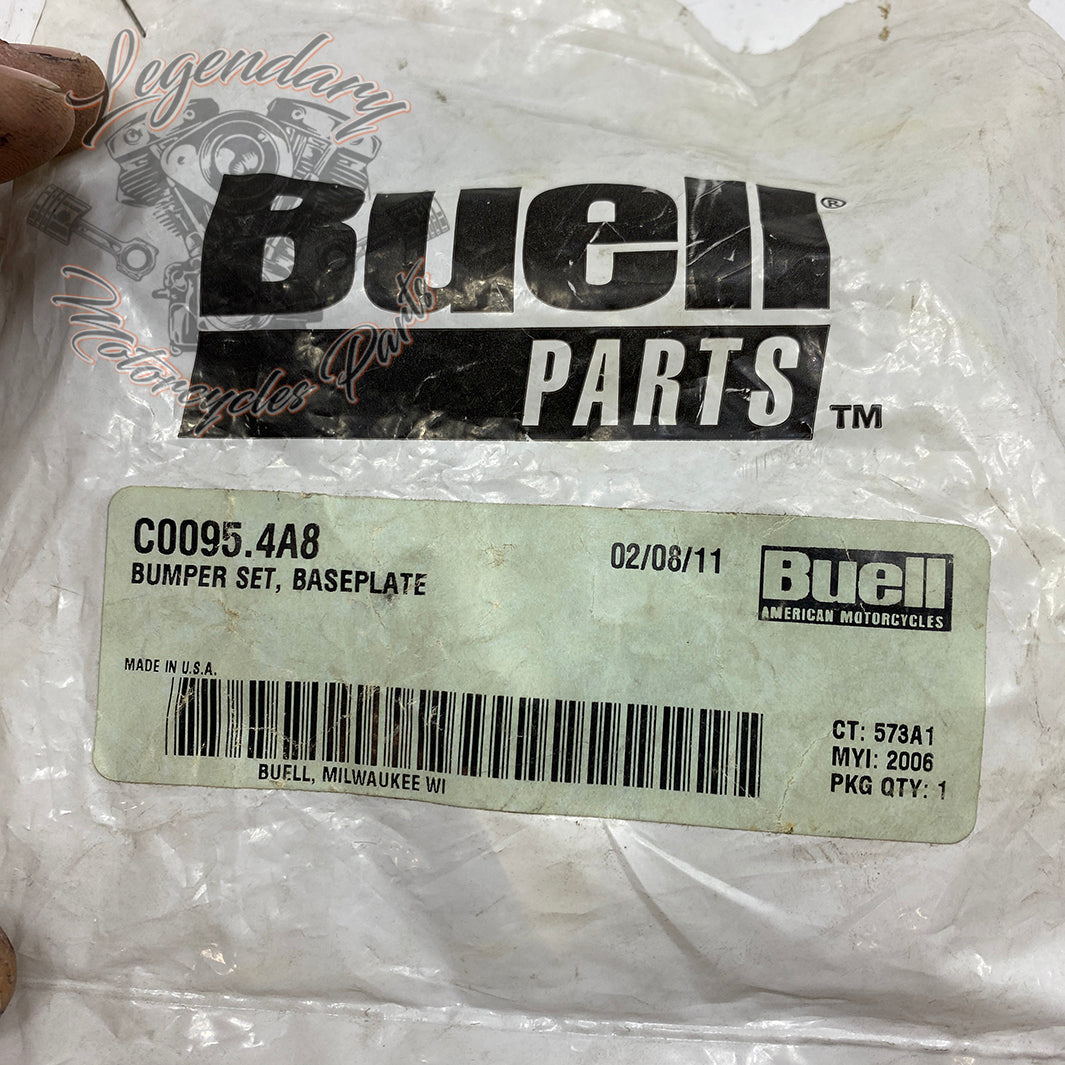 Legendary
Motorcycles Parts
Buell®
PARTS™
C0095.4A8
BUMPER SET, BASEPLATE
02/08/11
Buell
AMERICAN MOTORCYCLES
MADE IN U.S.A.
BUELL, MILWAUKEE WI
CT: 573A1
MYI: 2006
PKG QTY: 1